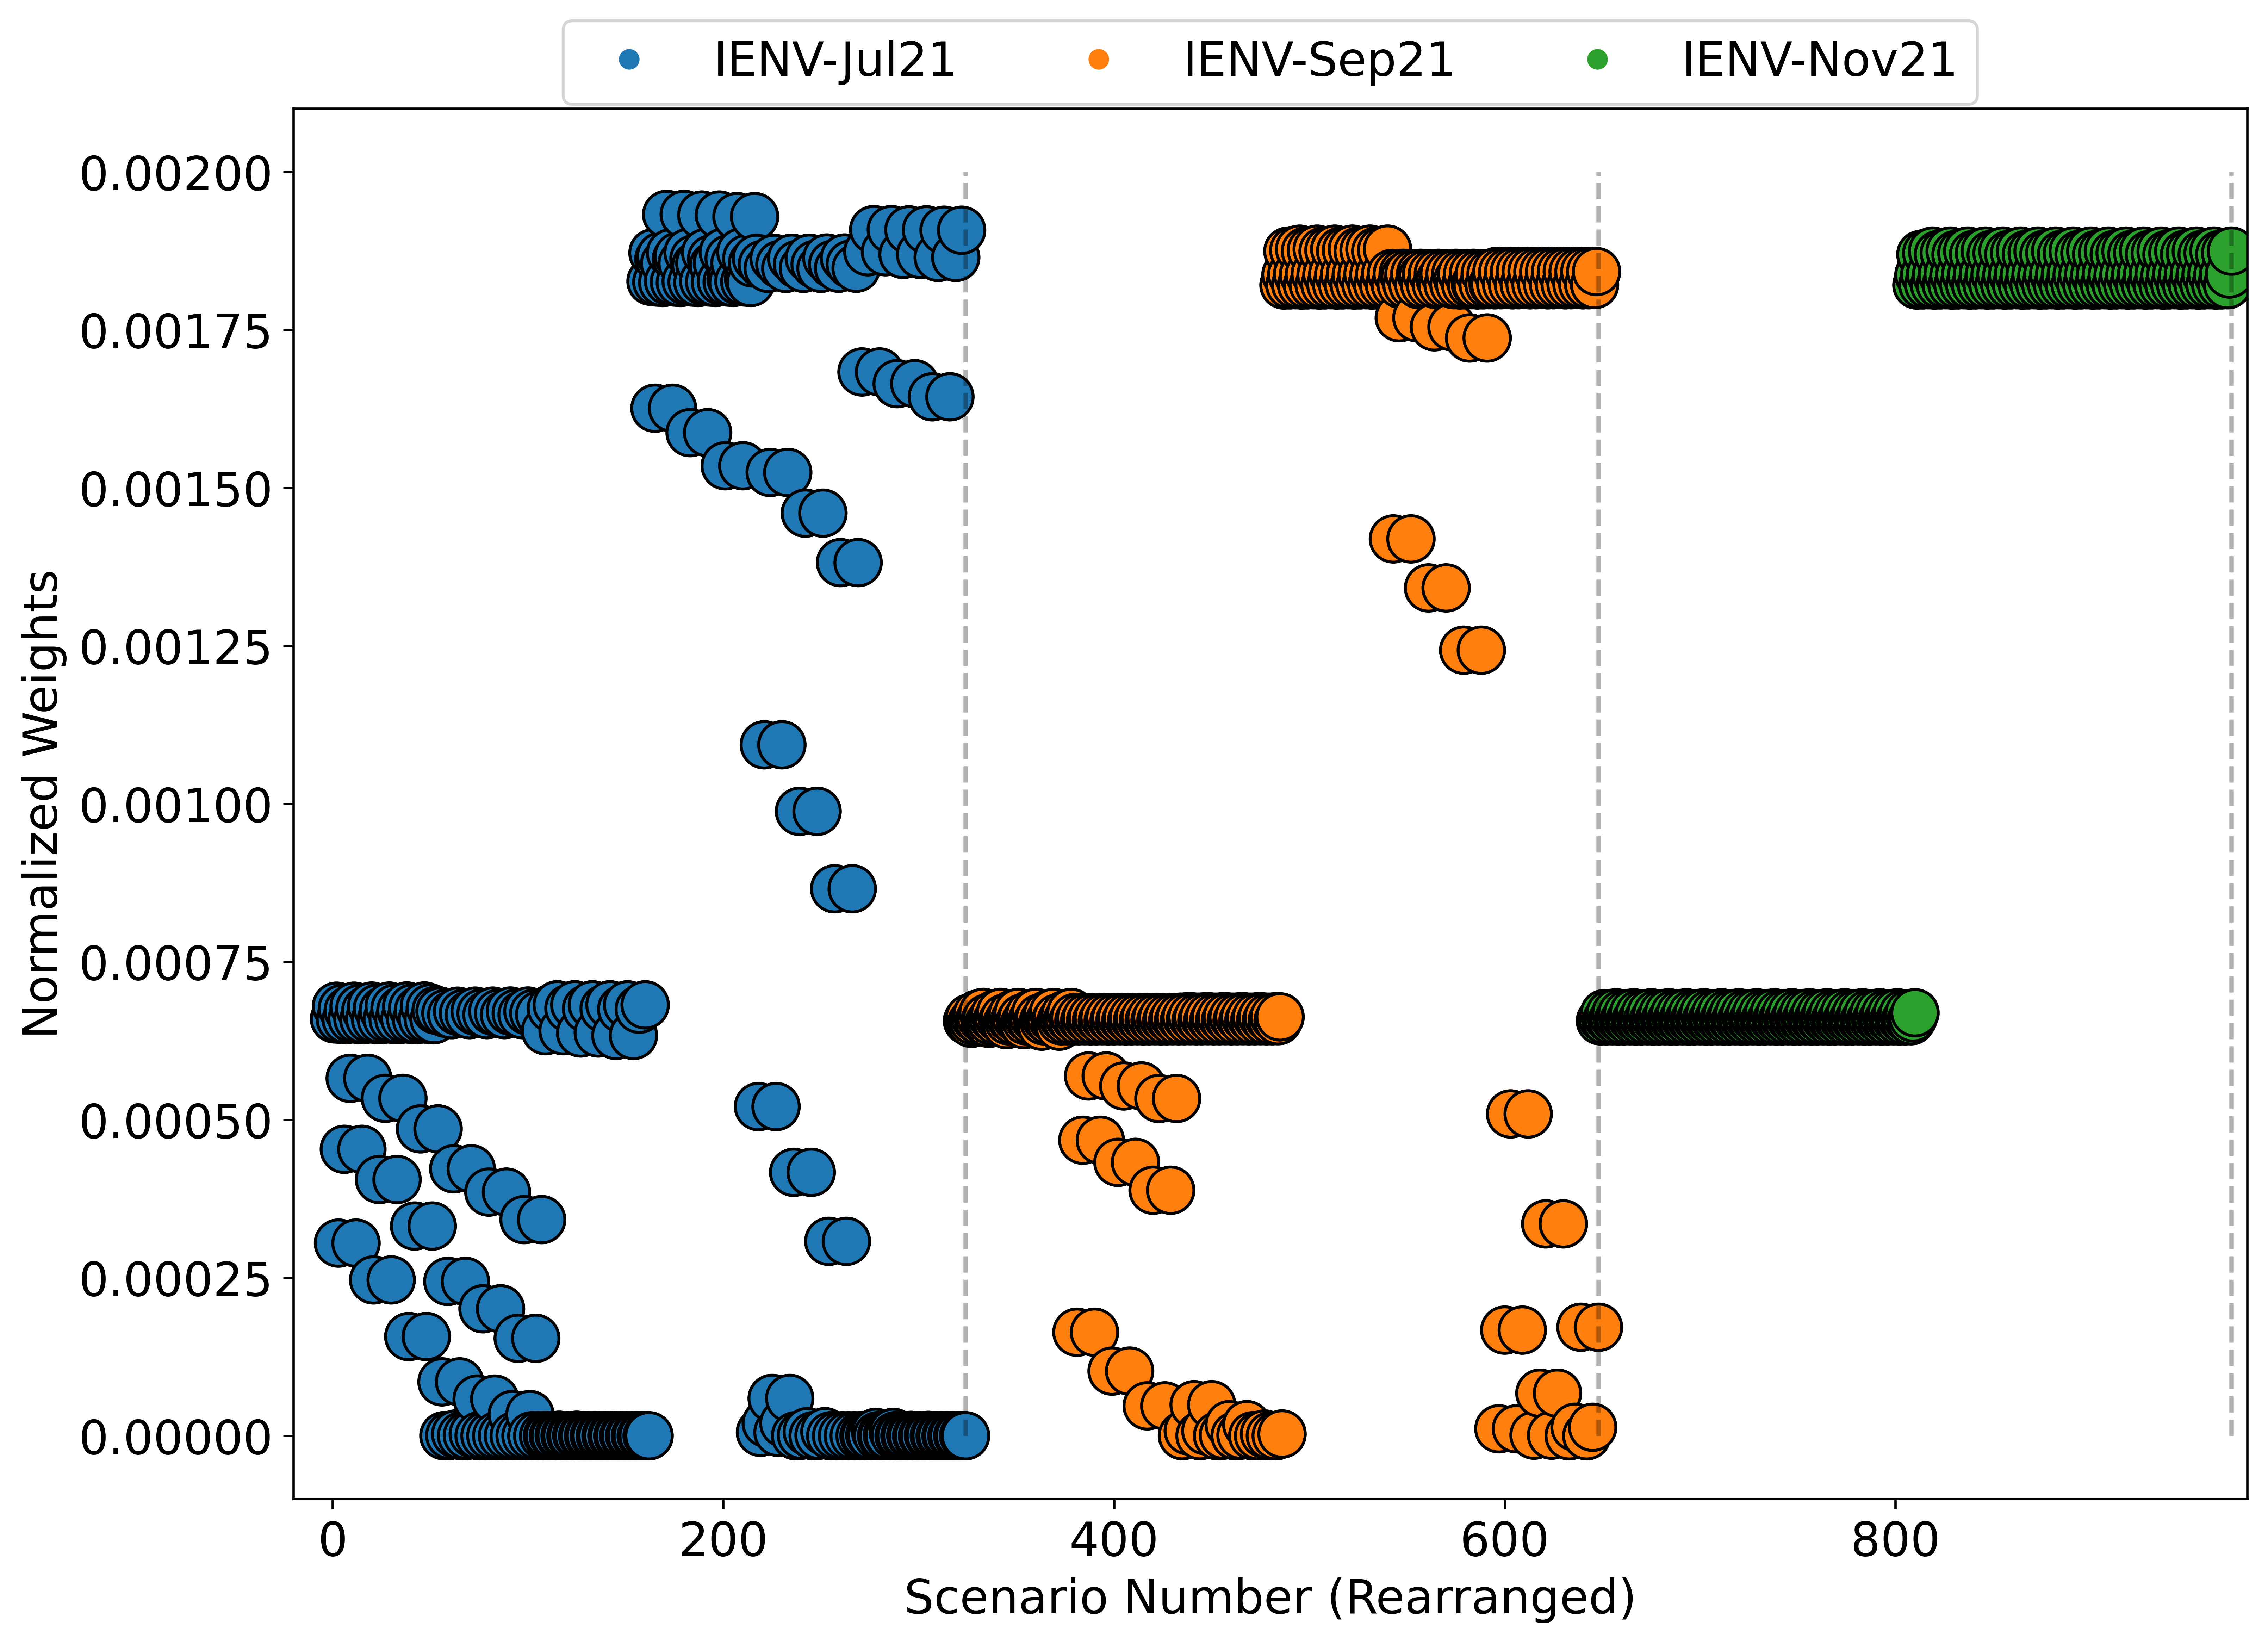 IENV-Jul21 IENV-Sep21 IENV-Nov21
0.00200
0.00175
0.00150
0.00125
0.00100
0.00075
0.00050
0.00025
0.00000
Normalized Weights
0 200 400 600 800
Scenario Number (Rearranged)